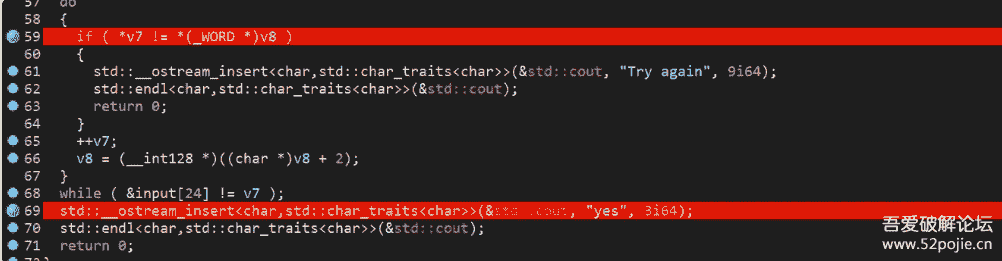 57 do
58 {
59 if ( *v7 != *(_WORD *)v8 )
60 {
61 std::__ostream_insert<char,std::char_traits<char>>(&std::cout, "Try again", 9i64);
62 std::endl<char,std::char_traits<char>>(&std::cout);
63 return 0;
64 }
65 ++v7;
66 v8 = (__int128 *)((char *)v8 + 2);
67 }
68 while ( &input[24] != v7 );
69 std::__ostream_insert<char,std::char_traits<char>>(&std::cout, "yes", 3i64);
70 std::endl<char,std::char_traits<char>>(&std::cout);
71 return 0;
吾爱破解论坛
www.52pojie.cn